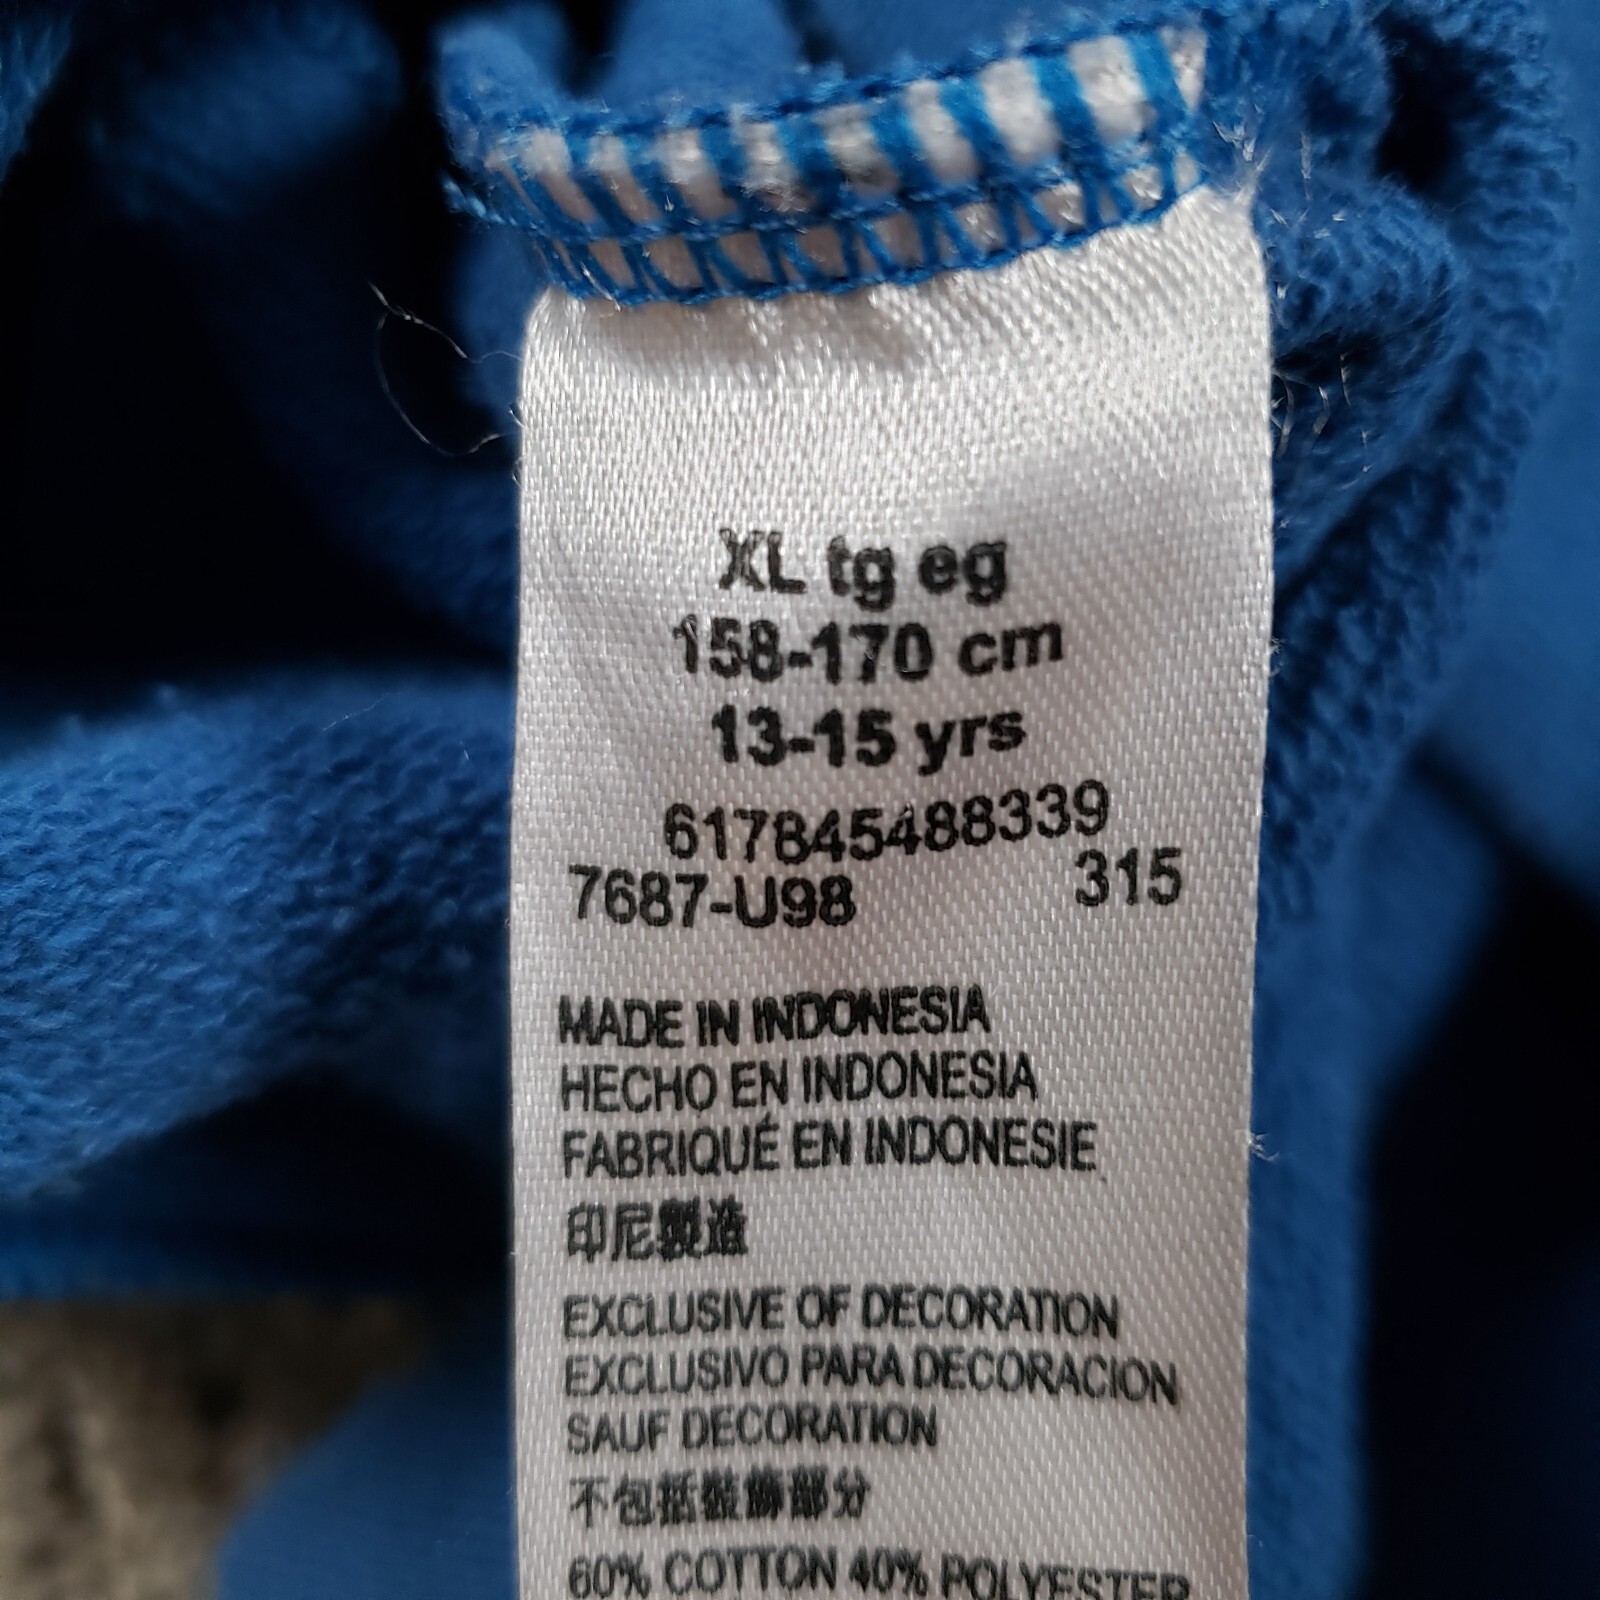 XL tg eg
158-170 cm
13-15 yrs
617845488339
7687-U98 315
MADE IN INDONESIA
HECHO EN INDONESIA
FABRIQUÉ EN INDONESIE
印尼製造
EXCLUSIVE OF DECORATION
EXCLUSIVO PARA DECORACION
SAUF DECORATION
不包括裝飾部分
60% COTTON 40% POLYESTER